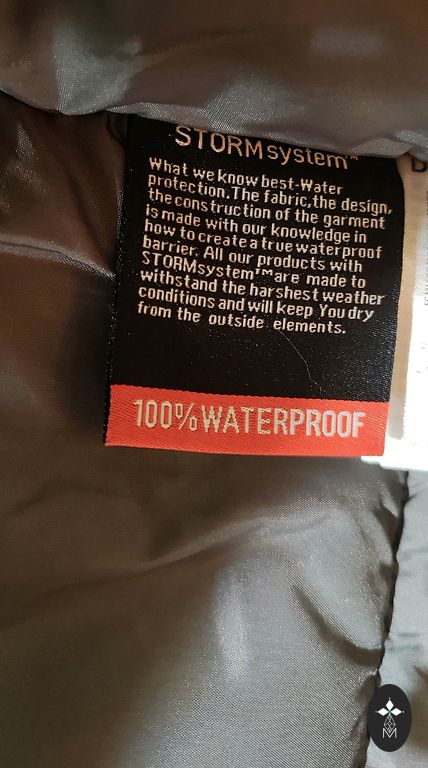 STORMsystem™
What we know best-Water
protection.The fabric,the design,
the construction of the garment
is made with our knowledge in
how to create a true waterproof
barrier. All our products with
STORMsystem™are made to
withstand the harshest weather
conditions and will keep You dry
from the outside elements.
100%WATERPROOF
M